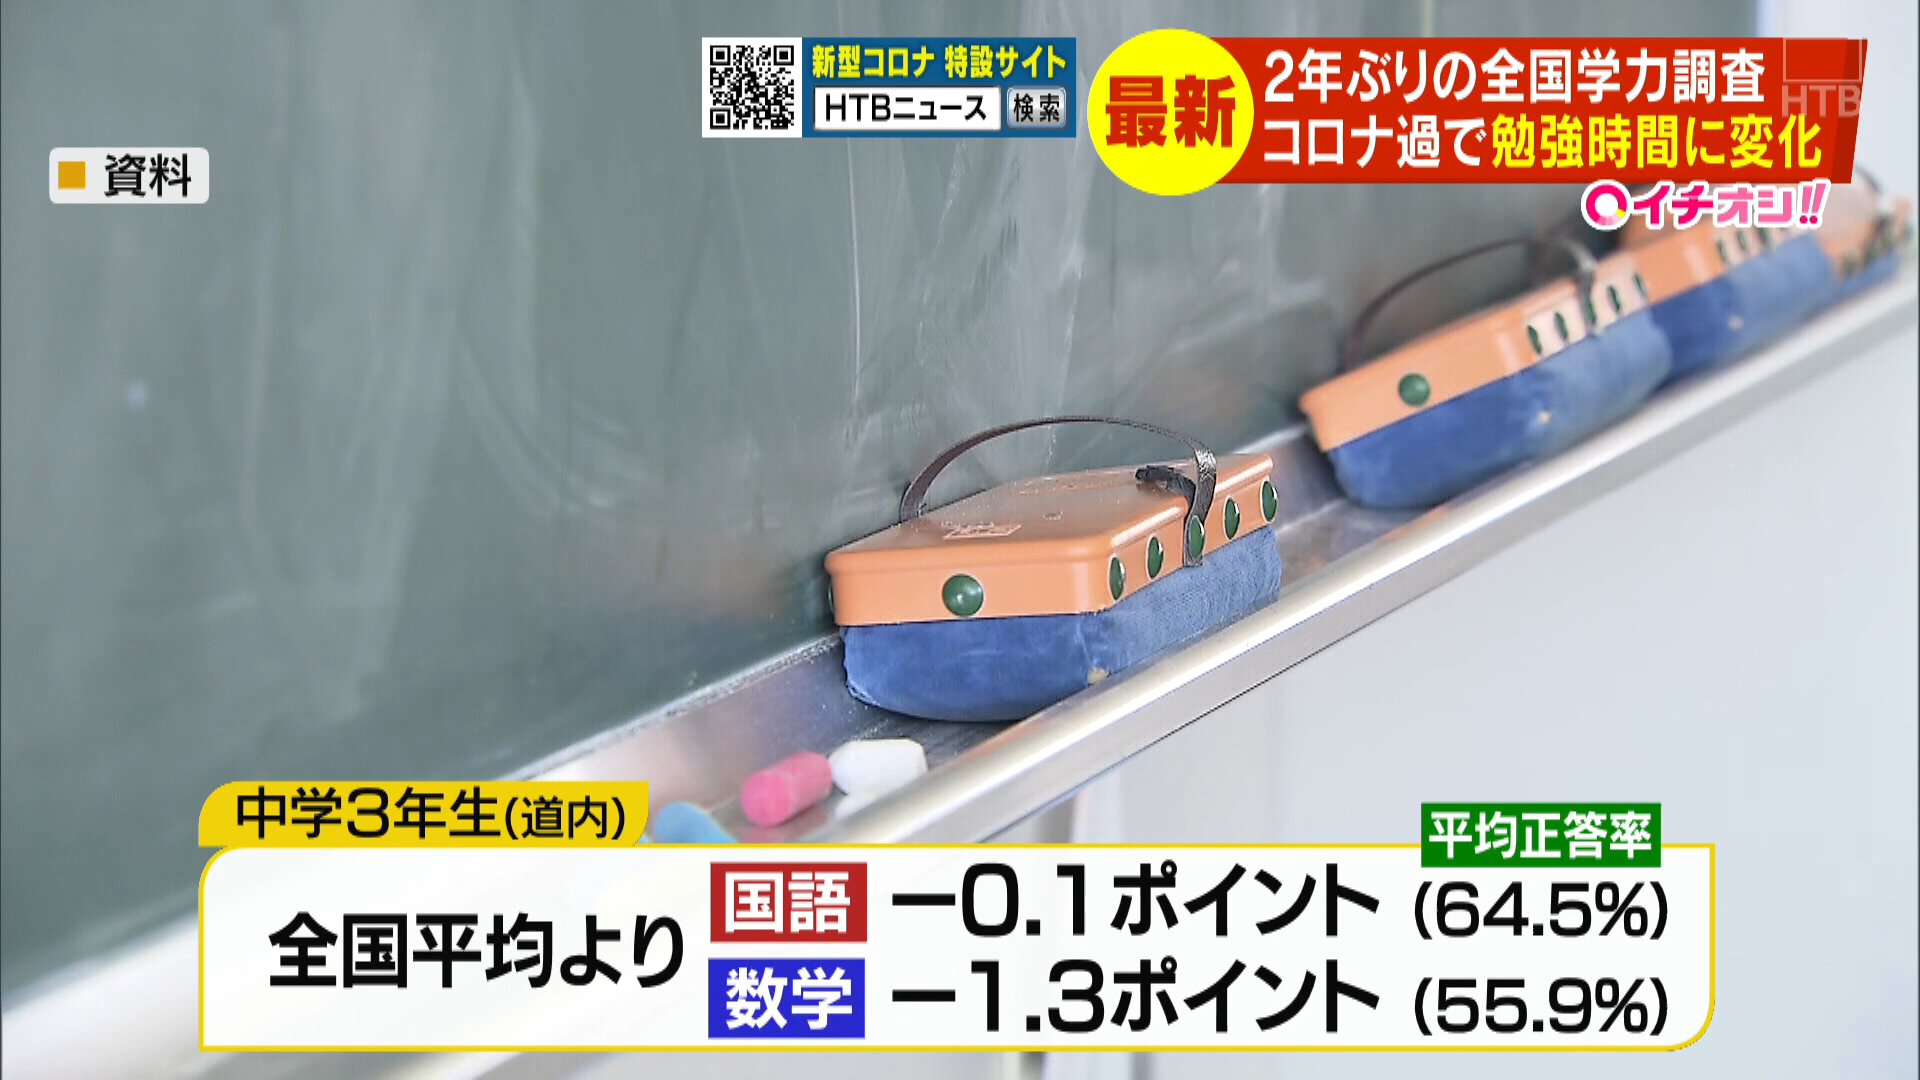 資料
新型コロナ 特設サイト
HTBニュース 検索
最新
2年ぶりの全国学力調査
コロナ過で勉強時間に変化
HTB
イチオシ!!
中学3年生(道内)
平均正答率
全国平均より
国語 −0.1ポイント (64.5%)
数学 −1.3ポイント (55.9%)